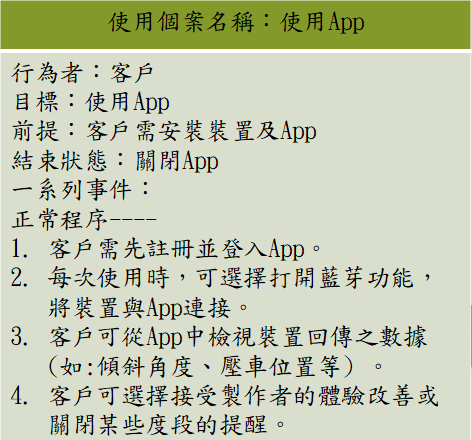 使用個案名稱：使用App
行為者：客戶
目標：使用App
前提：客戶需安裝裝置及App
結束狀態：關閉App
一系列事件：
正常程序----
1. 客戶需先註冊並登入App。
2. 每次使用時，可選擇打開藍芽功能，
將裝置與App連接。
3. 客戶可從App中檢視裝置回傳之數據
(如:傾斜角度、壓車位置等) 。
4. 客戶可選擇接受製作者的體驗改善或
關閉某些度段的提醒。